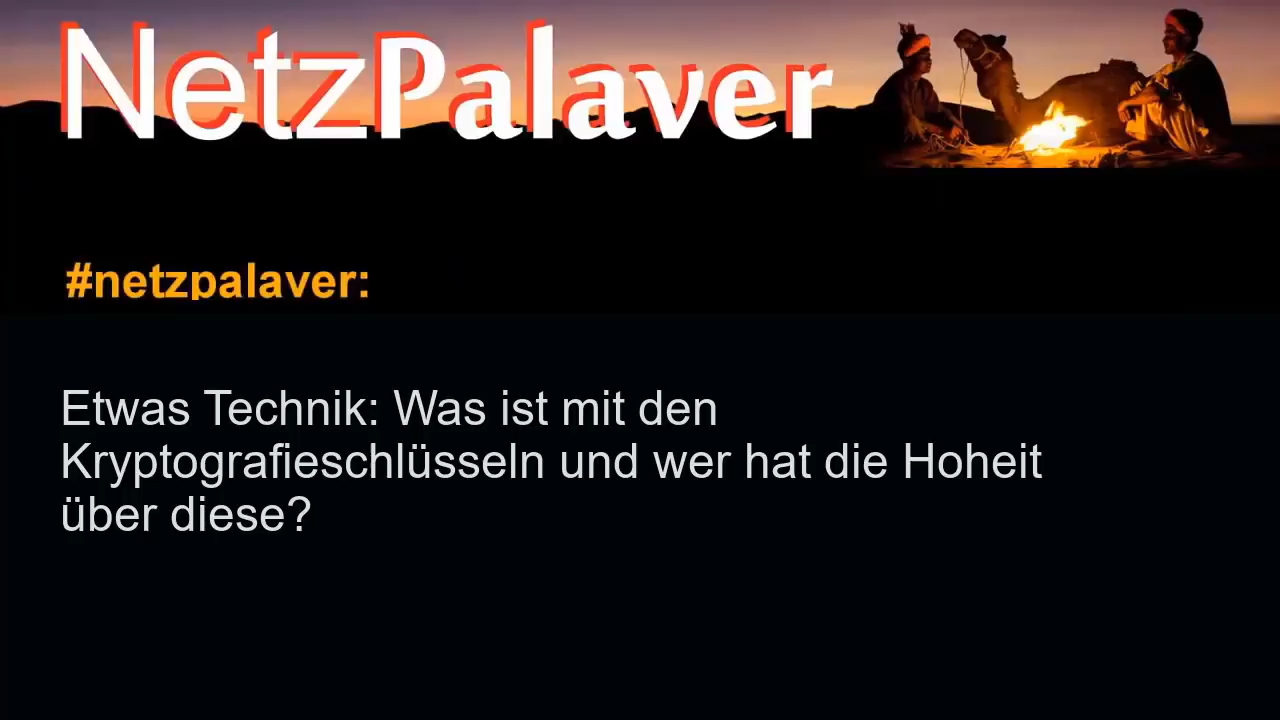 NetzPalaver
#netzpalaver:
Etwas Technik: Was ist mit den
Kryptografieschlüsseln und wer hat die Hoheit
über diese?